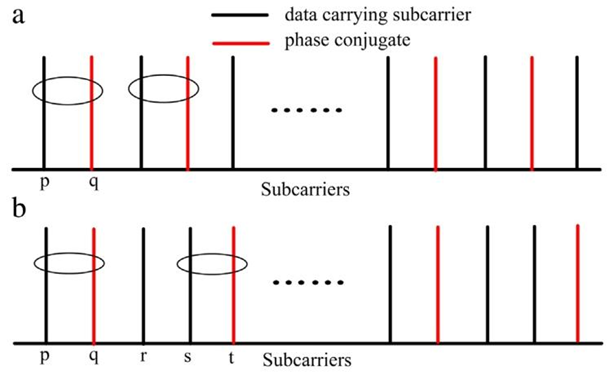 a
data carrying subcarrier
phase conjugate
p q
Subcarriers
b
p q r s t
Subcarriers